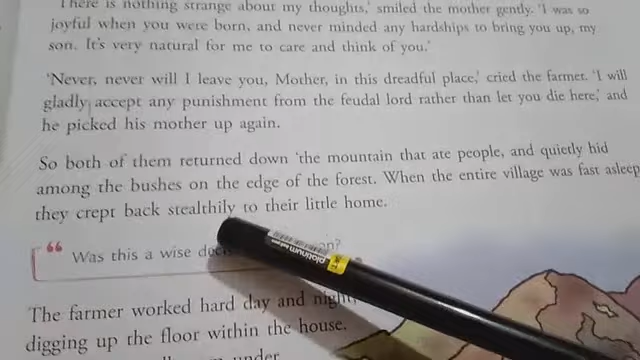 There is nothing strange about my thoughts,' smiled the mother gently. 'I was so
joyful when you were born, and never minded any hardships to bring you up, my
son. It's very natural for me to care and think of you.'
'Never, never will I leave you, Mother, in this dreadful place,' cried the farmer. 'I will
gladly accept any punishment from the feudal lord rather than let you die here,' and
he picked his mother up again.
So both of them returned down 'the mountain that ate people, and quietly hid
among the bushes on the edge of the forest. When the entire village was fast asleep
they crept back stealthily to their little home.
Was this a wise
The farmer worked hard day and night,
digging up the floor within the house.
under
platinum